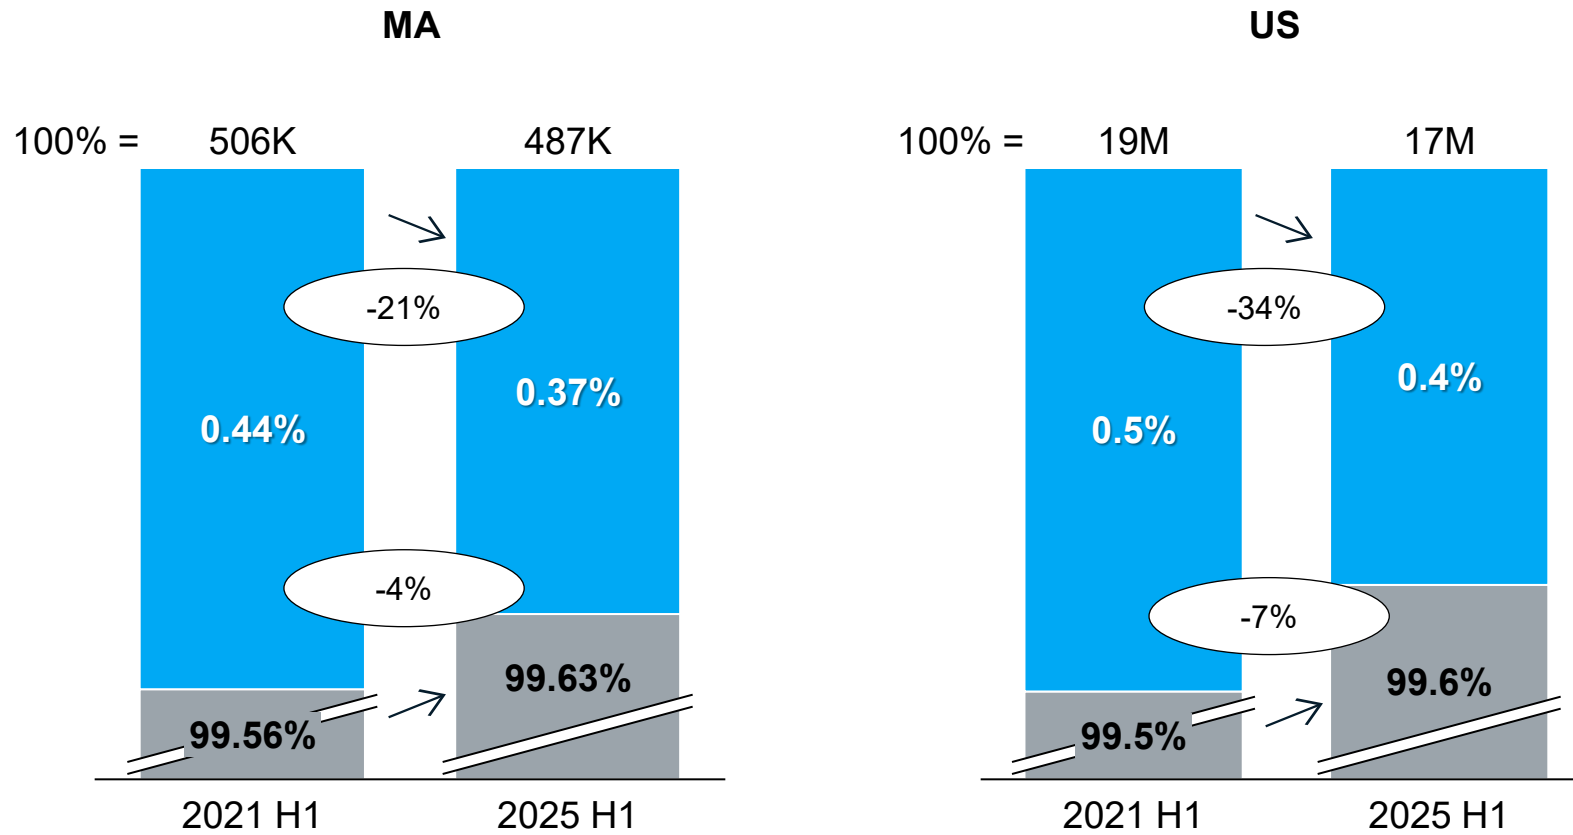 MA
100% = 506K 487K
-21%
0.37%
0.44%
-4%
99.63%
99.56%
2021 H1 2025 H1
US
100% = 19M 17M
-34%
0.4%
0.5%
-7%
99.6%
99.5%
2021 H1 2025 H1